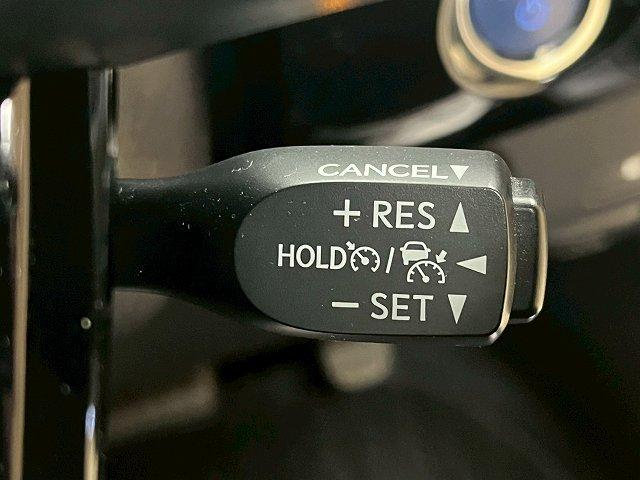 CANCEL▼
+ RES ▲
HOLD / ◀
− SET ▼